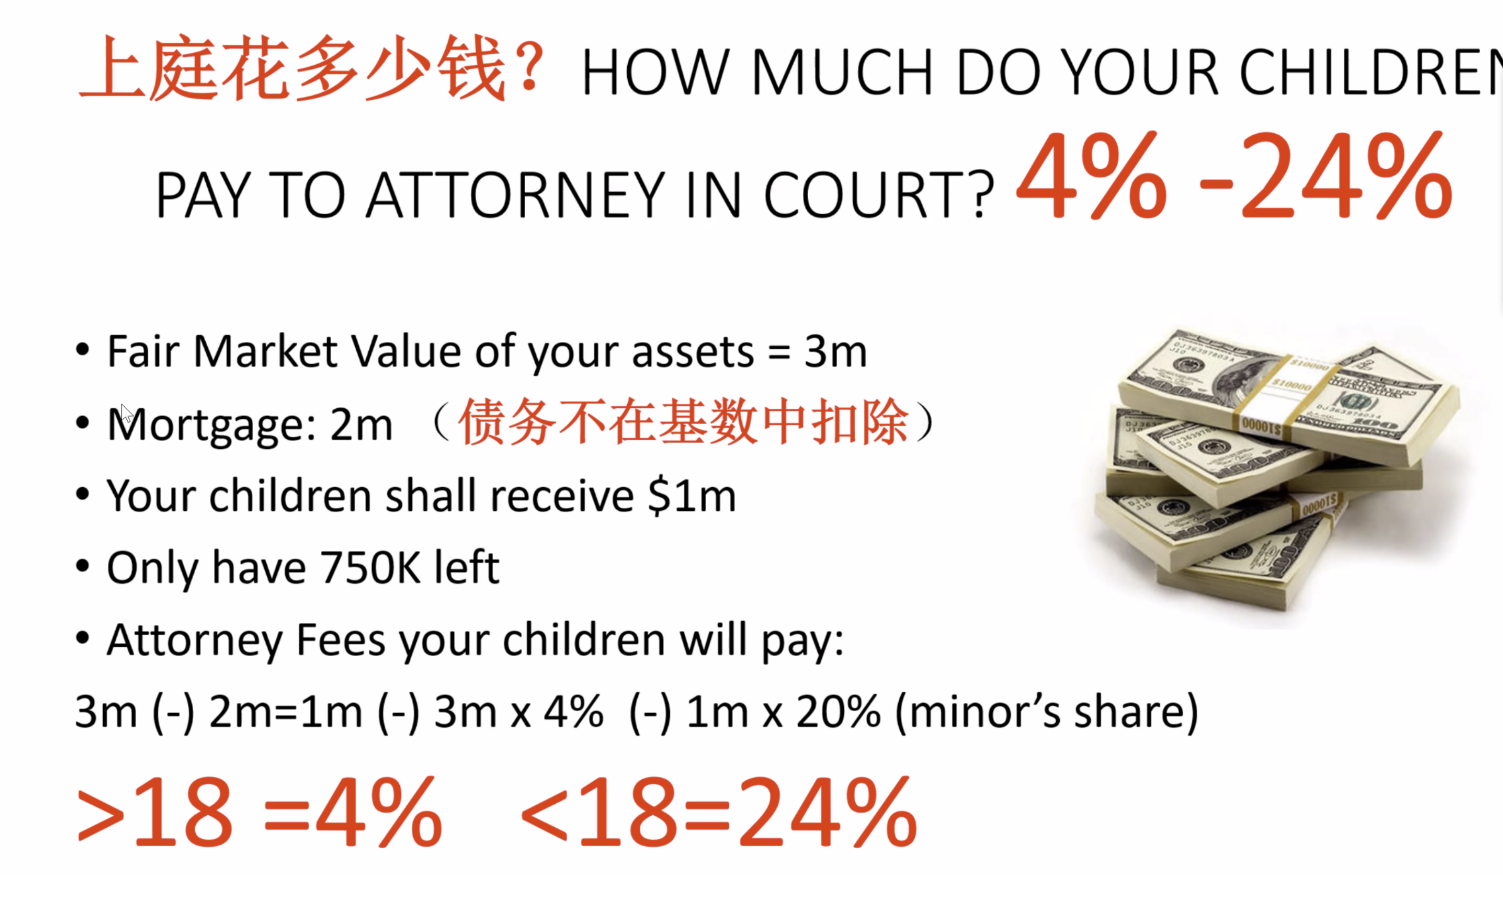 上庭花多少钱？HOW MUCH DO YOUR CHILDREN
PAY TO ATTORNEY IN COURT? 4% -24%
• Fair Market Value of your assets = 3m
• Mortgage: 2m （债务不在基数中扣除）
• Your children shall receive $1m
• Only have 750K left
• Attorney Fees your children will pay:
3m (-) 2m=1m (-) 3m x 4%  (-) 1m x 20% (minor’s share)
>18 =4%   <18=24%
$10000
$10000